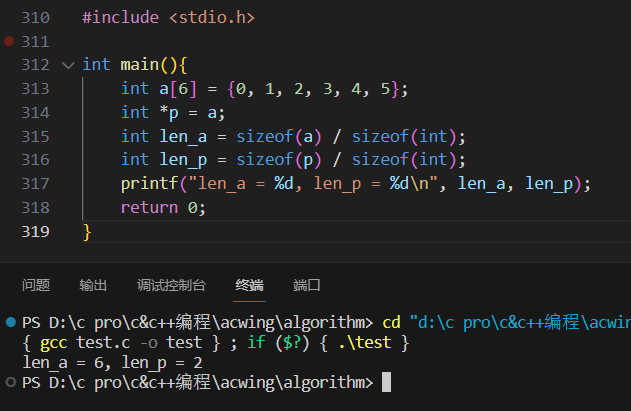 310 #include <stdio.h>
311
312 int main(){
313 int a[6] = {0, 1, 2, 3, 4, 5};
314 int *p = a;
315 int len_a = sizeof(a) / sizeof(int);
316 int len_p = sizeof(p) / sizeof(int);
317 printf("len_a = %d, len_p = %d\n", len_a, len_p);
318 return 0;
319 }
问题 输出 调试控制台 终端 端口
PS D:\c pro\c&c++编程\acwing\algorithm> cd "d:\c pro\c&c++编程\acwin
{ gcc test.c -o test } ; if ($?) { .\test }
len_a = 6, len_p = 2
PS D:\c pro\c&c++编程\acwing\algorithm>